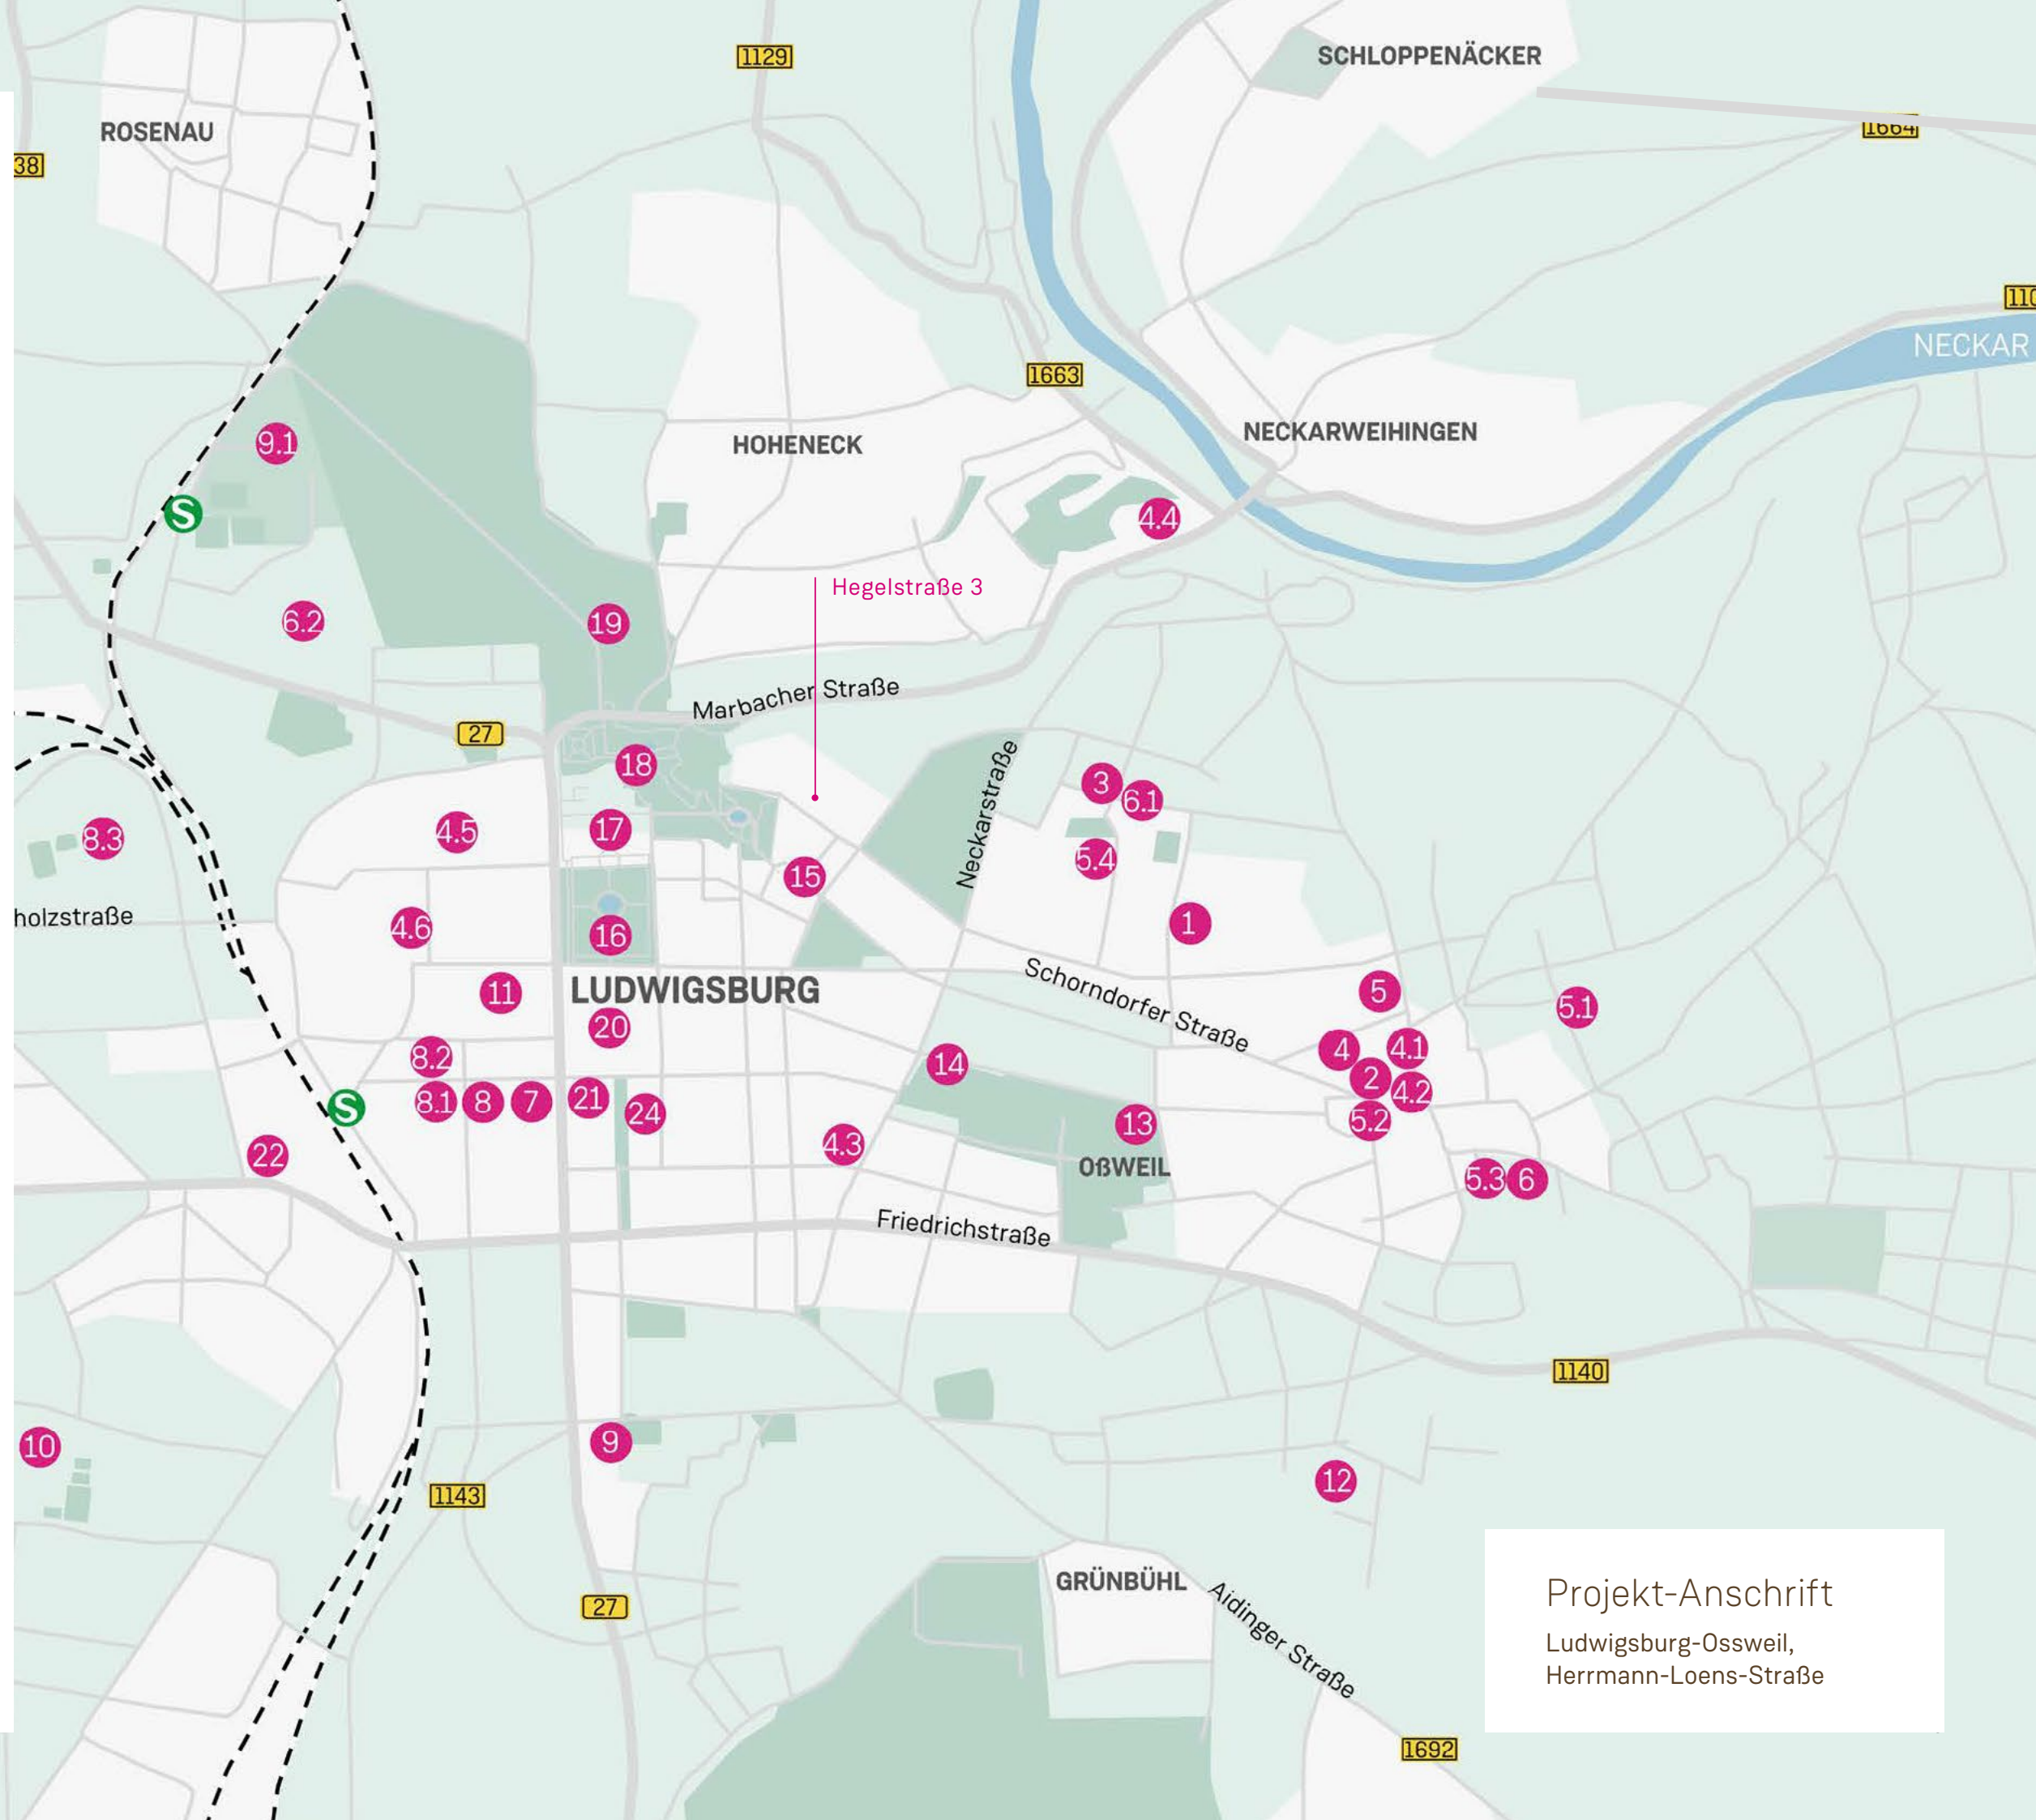 SCHLOPPENÄCKER
1129
ROSENAU
1664
38
110
NECKAR
1663
NECKARWEIHINGEN
HOHENECK
9.1
S
4.4
Hegelstraße 3
6.2
19
Marbacher Straße
27
18
Neckarstraße
3
6.1
8.3
4.5
17
5.4
15
holzstraße
4.6
16
1
11
LUDWIGSBURG
Schorndorfer Straße
5
5.1
20
8.2
14
4
4.1
2
4.2
S
8.1
8
7
21
24
13
5.2
22
4.3
OßWEIL
5.3
6
Friedrichstraße
1140
10
9
12
1143
GRÜNBÜHL
Aidinger Straße
27
Projekt-Anschrift
Ludwigsburg-Ossweil,
Herrmann-Loens-Straße
1692